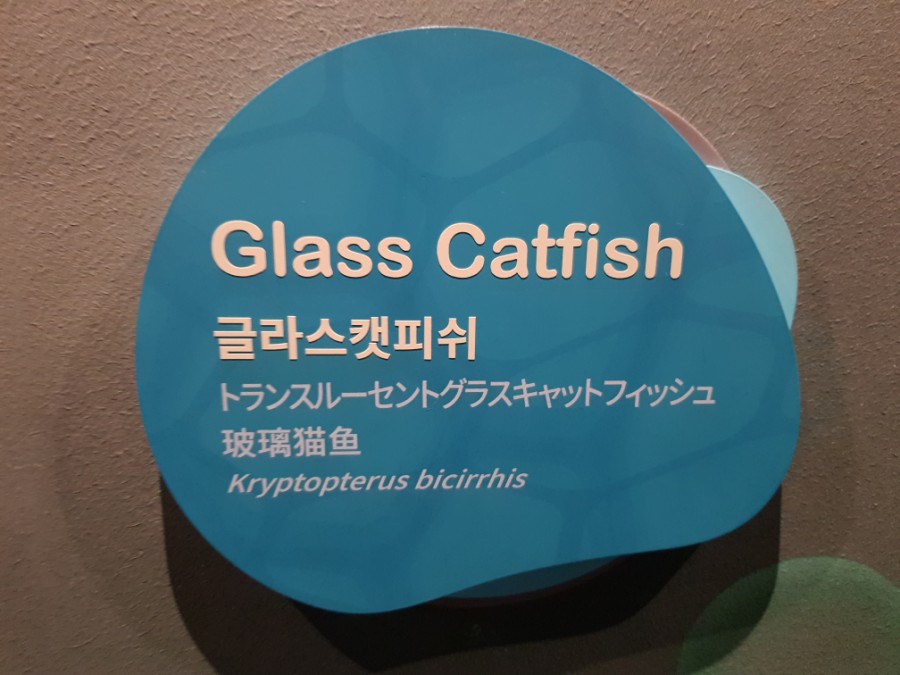 Glass Catfish
글라스캣피쉬
トランスルーセントグラスキャットフィッシュ
玻璃猫鱼
Kryptopterus bicirrhis